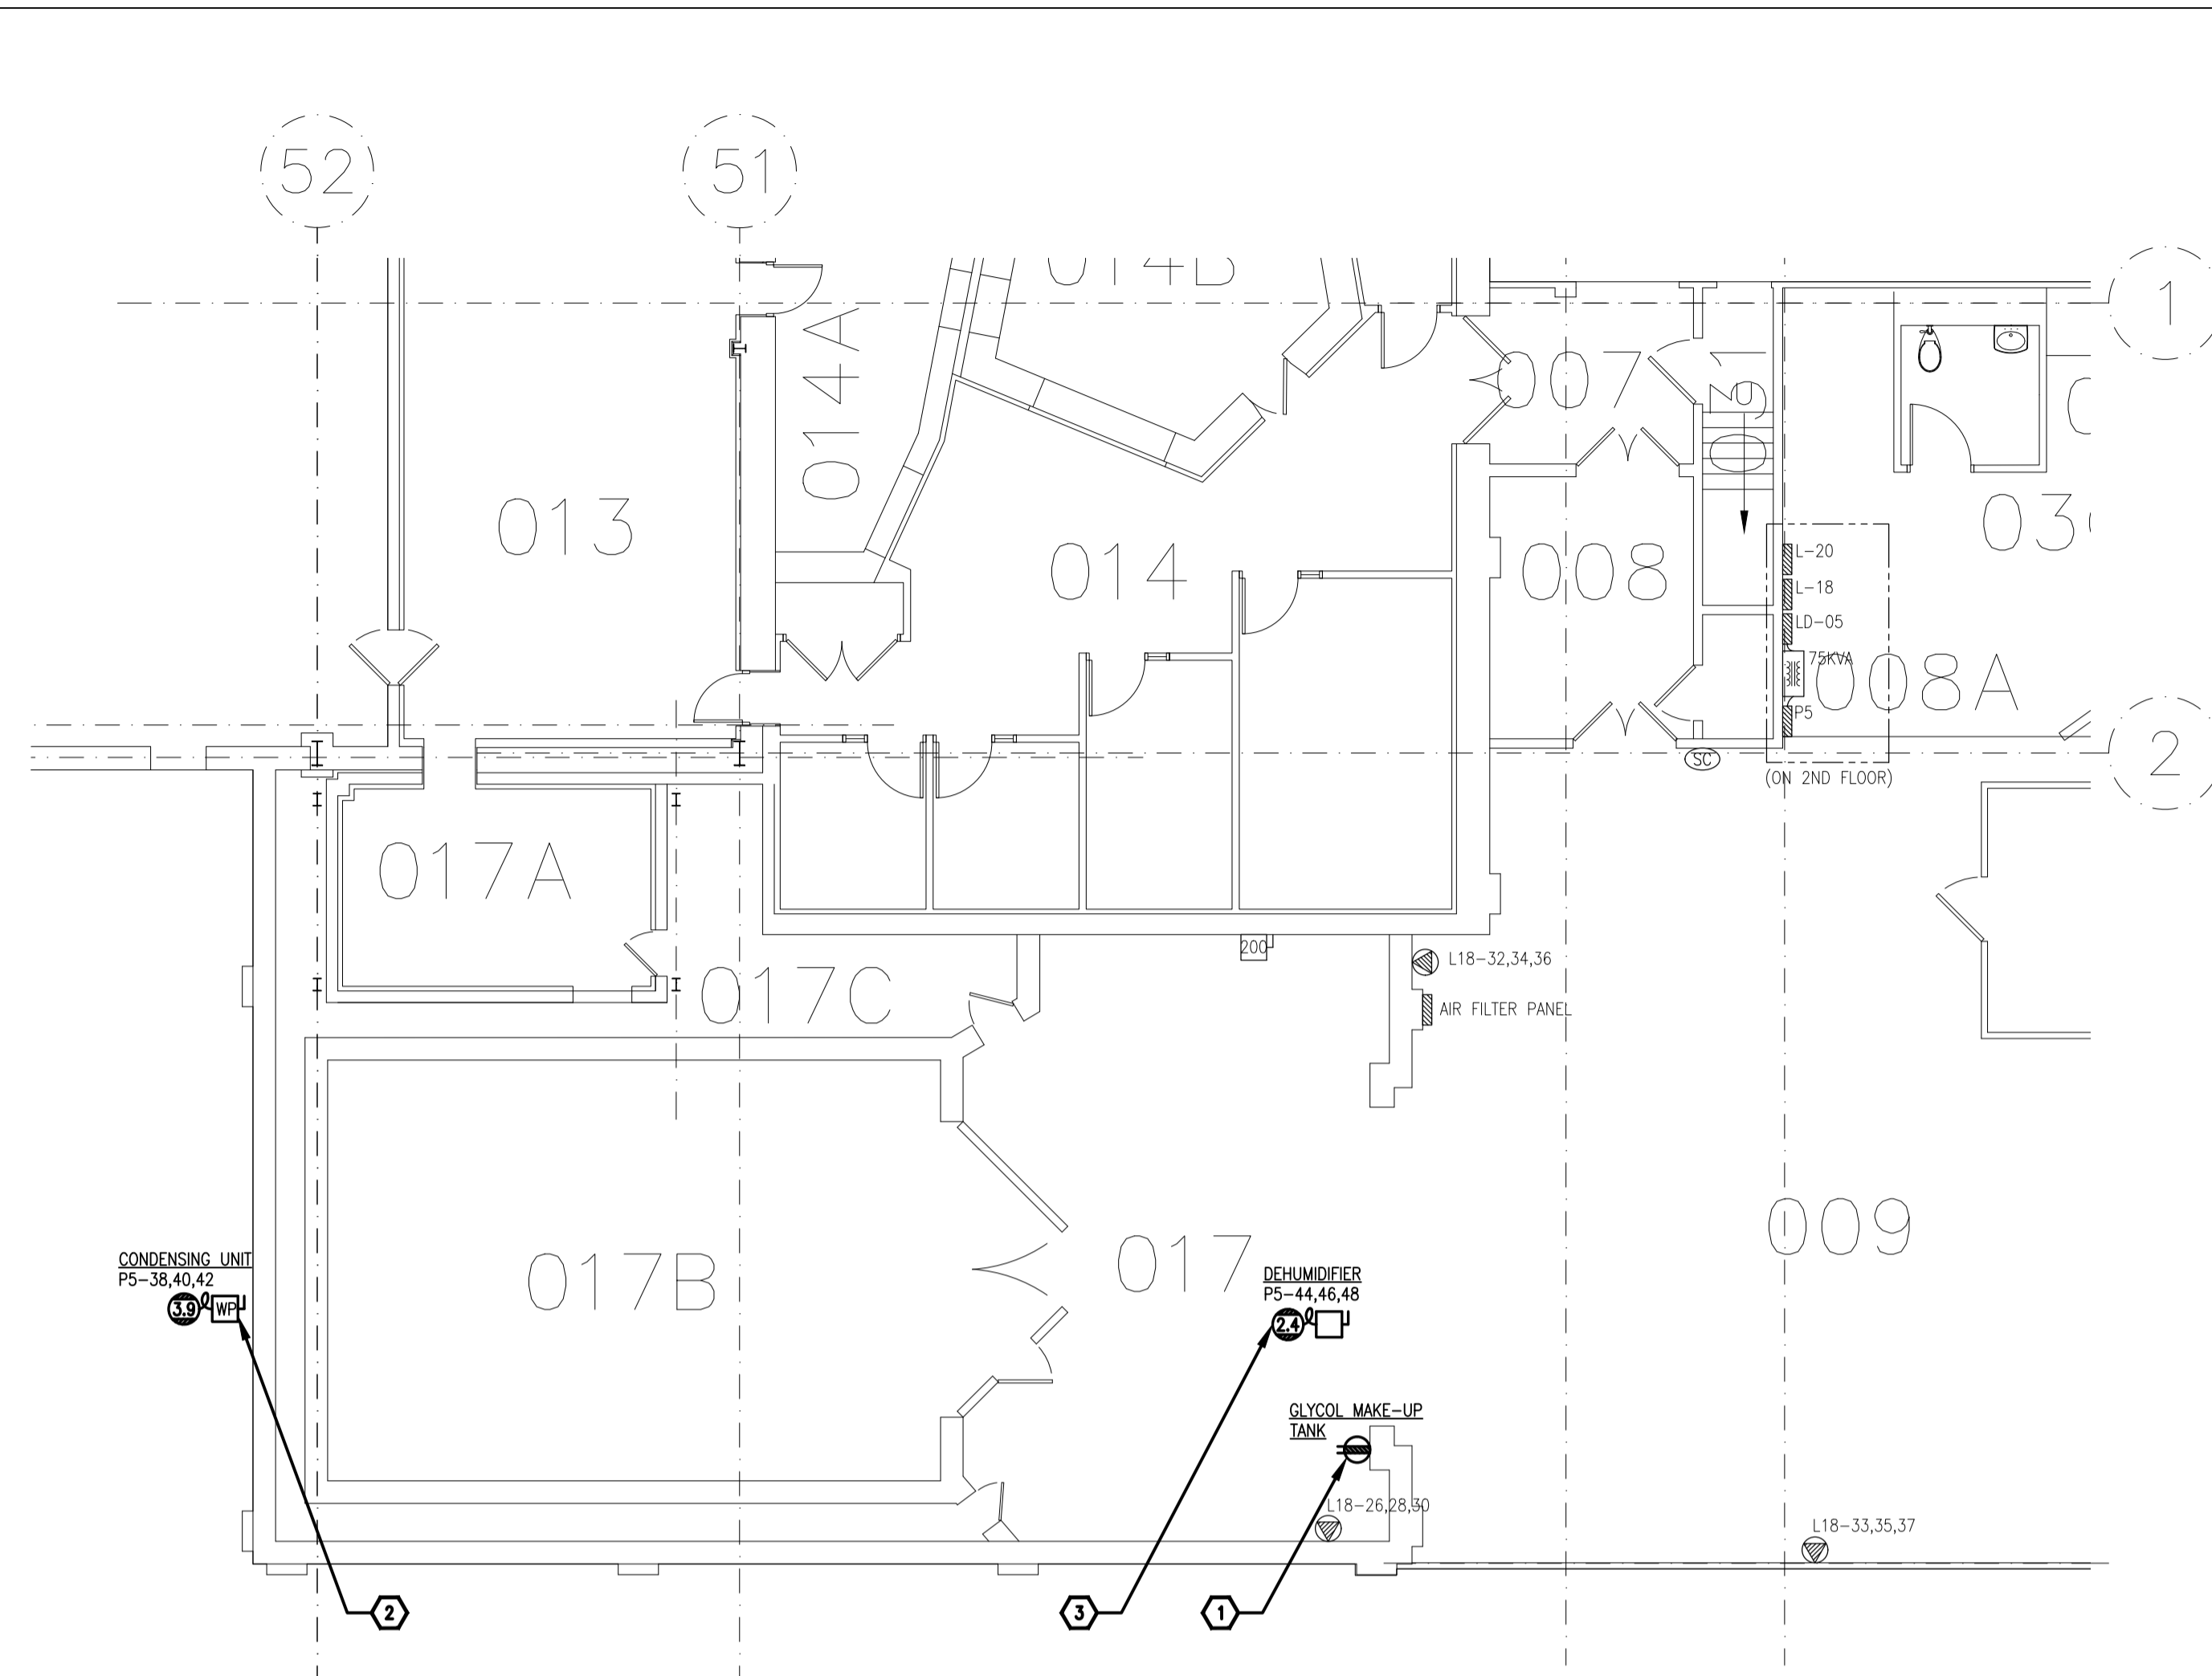 52
51
014B
1
014A
007
031
013
014
008
03
L-20
L-18
LD-05
75KVA
008A
P5
SC
(ON 2ND FLOOR)
2
017A
017C
200
L18-32,34,36
AIR FILTER PANEL
009
CONDENSING UNIT
P5-38,40,42
3.9
WP
017B
017
DEHUMIDIFIER
P5-44,46,48
2.4
GLYCOL MAKE-UP
TANK
L18-26,28,30
L18-33,35,37
2
3
1